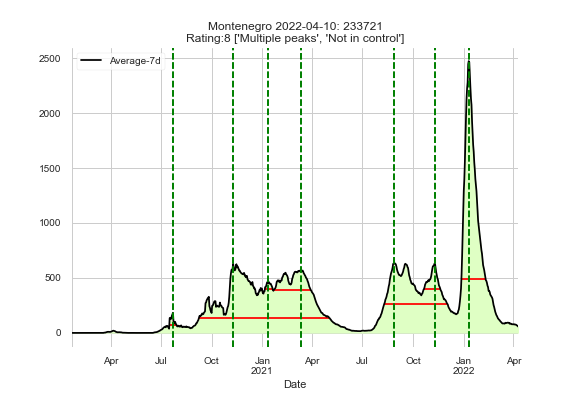 Montenegro 2022-04-10: 233721
Rating:8 ['Multiple peaks', 'Not in control']
Average-7d
2500
2000
1500
1000
500
0
Apr Jul Oct Jan Apr Jul Oct Jan Apr
2021 2022
Date